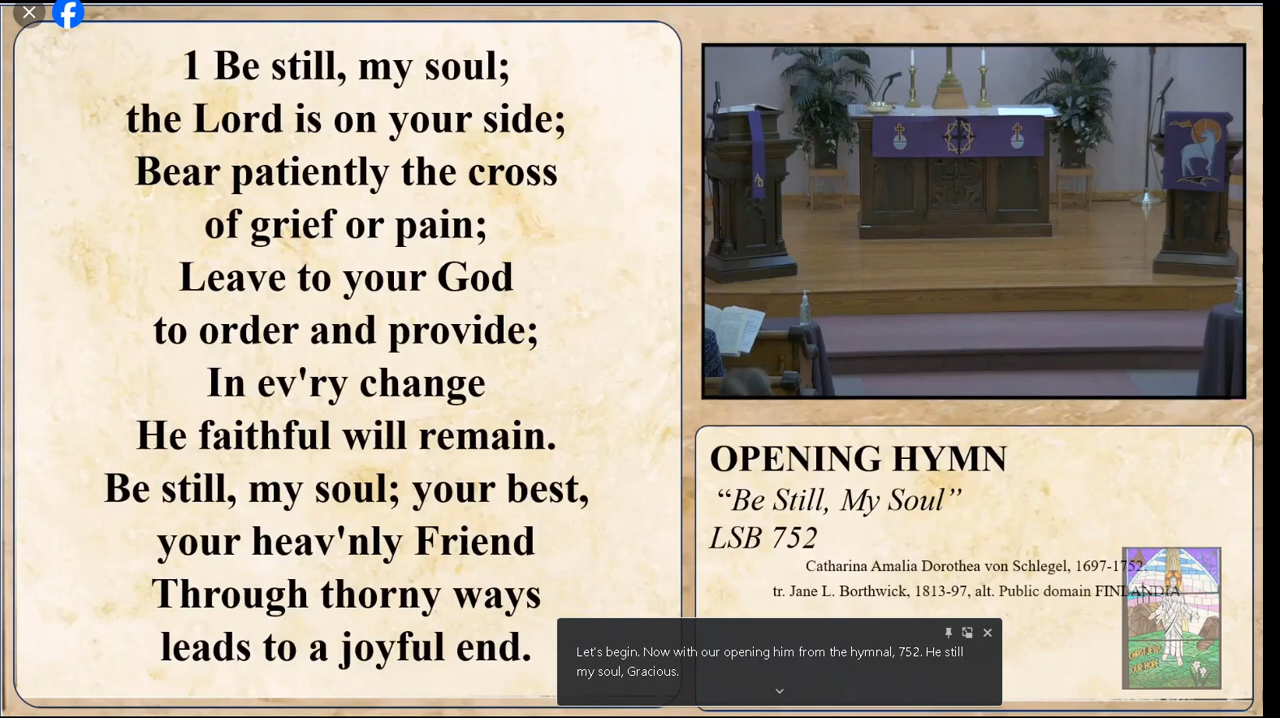 1 Be still, my soul;
the Lord is on your side;
Bear patiently the cross
of grief or pain;
Leave to your God
to order and provide;
In ev'ry change
He faithful will remain.
Be still, my soul; your best,
your heav'nly Friend
Through thorny ways
leads to a joyful end.
OPENING HYMN
“Be Still, My Soul”
LSB 752
Catharina Amalia Dorothea von Schlegel, 1697-1752.
tr. Jane L. Borthwick, 1813-97, alt. Public domain FINLANDIA
CHRIST JESUS
OUR HOPE
Let's begin. Now with our opening him from the hymnal, 752. He still
my soul, Gracious.